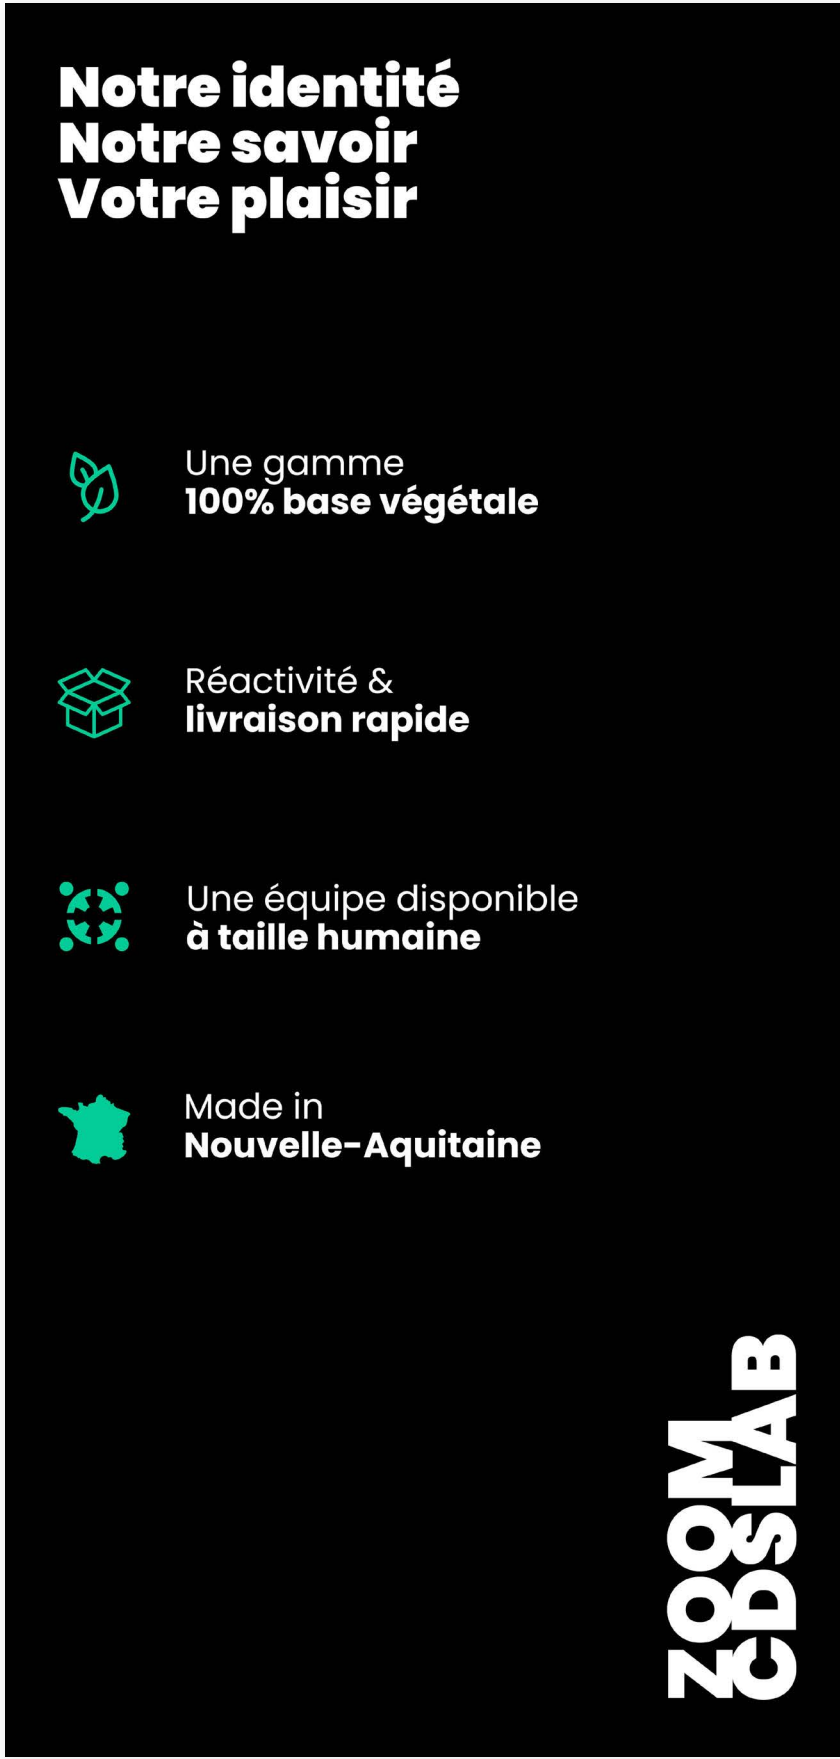 Notre identité
Notre savoir
Votre plaisir
Une gamme
100% base végétale
Réactivité &
livraison rapide
Une équipe disponible
à taille humaine
Made in
Nouvelle-Aquitaine
ZOOM
CDSLAB